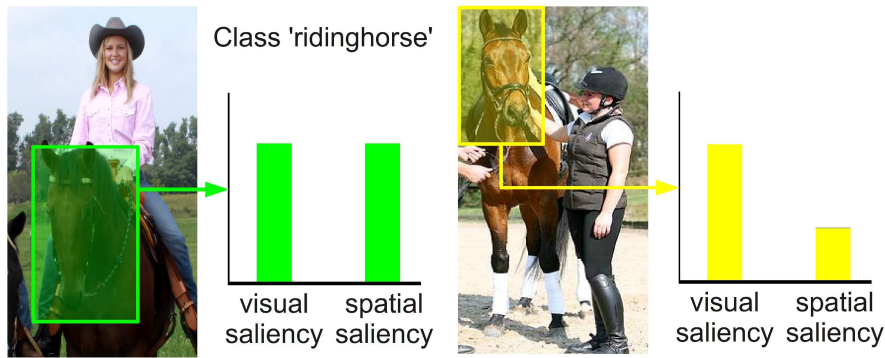 Class 'ridinghorse'
visual
saliency
spatial
saliency
visual
saliency
spatial
saliency